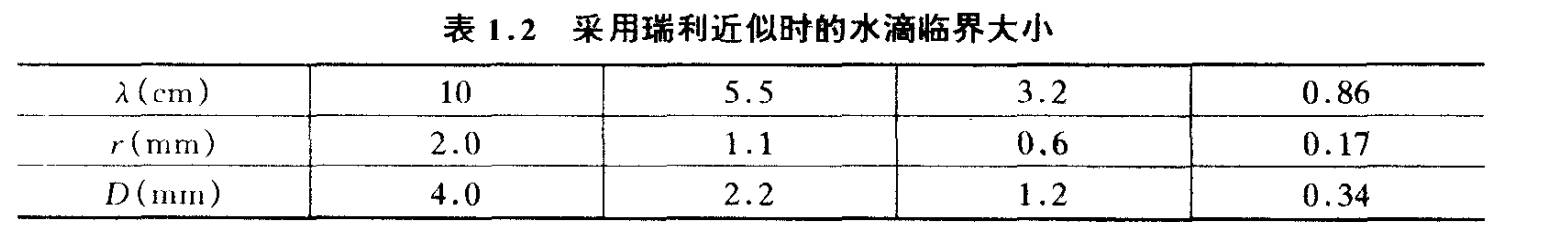 表 1.2 采用瑞利近似时的水滴临界大小
λ(cm) 10 5.5 3.2 0.86
r(mm) 2.0 1.1 0.6 0.17
D(mm) 4.0 2.2 1.2 0.34